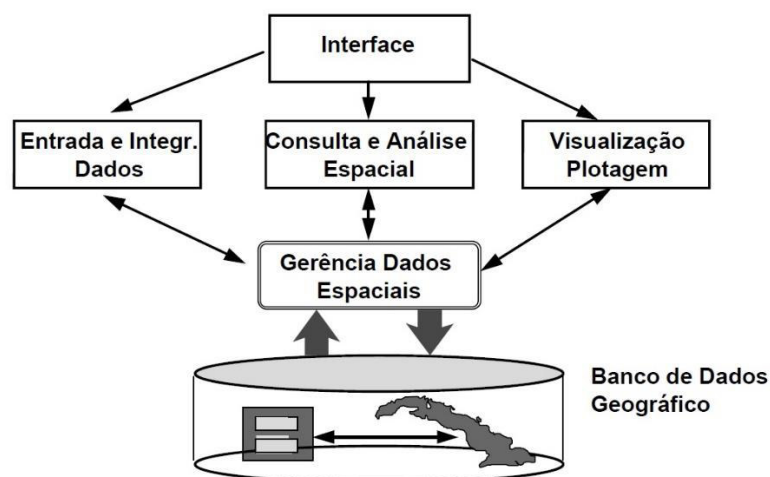 Interface
Entrada e Integr.
Dados
Consulta e Análise
Espacial
Visualização
Plotagem
Gerência Dados
Espaciais
Banco de Dados
Geográfico